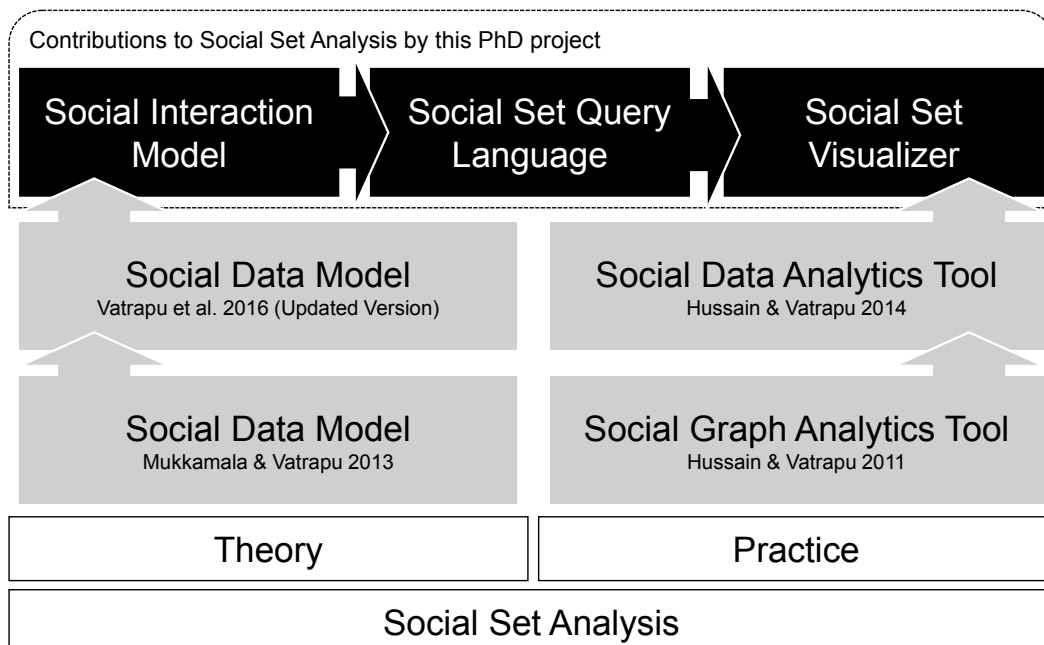 Contributions to Social Set Analysis by this PhD project
Social Interaction
Model
Social Set Query
Language
Social Set
Visualizer
Social Data Model
Vatrapu et al. 2016 (Updated Version)
Social Data Analytics Tool
Hussain & Vatrapu 2014
Social Data Model
Mukkamala & Vatrapu 2013
Social Graph Analytics Tool
Hussain & Vatrapu 2011
Theory
Practice
Social Set Analysis